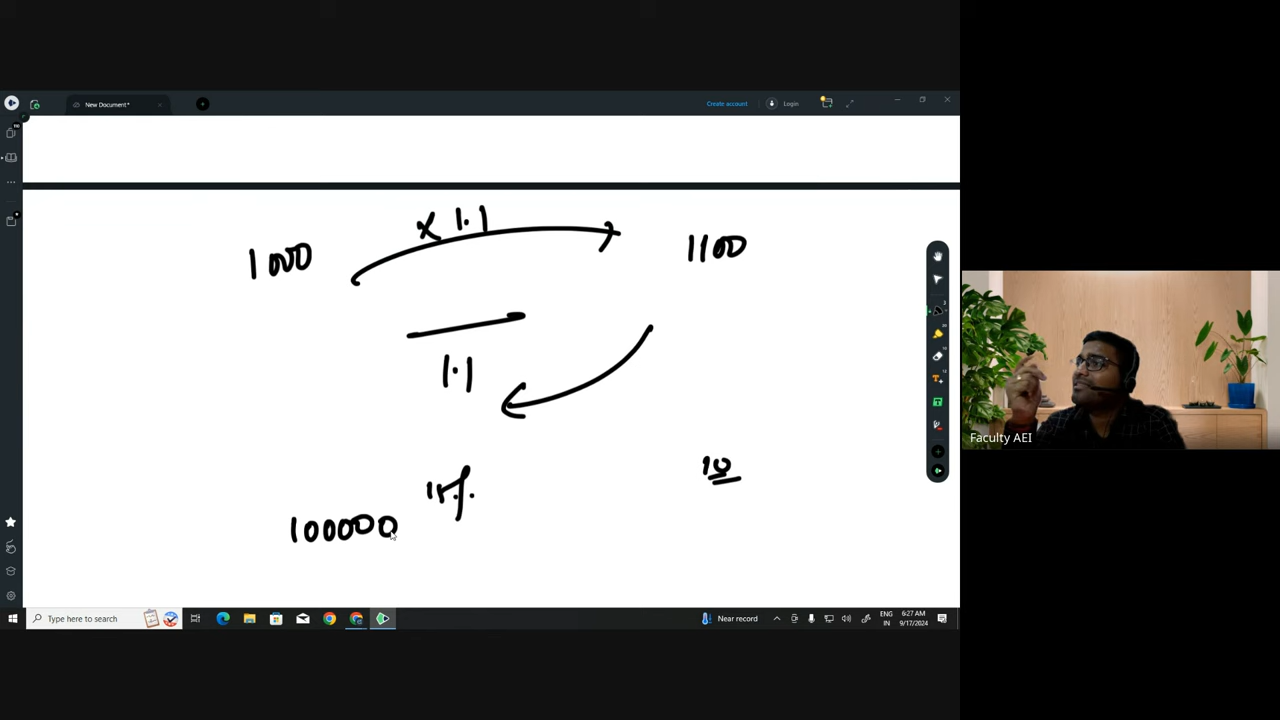 New Document*
Create account
Login
× 1.1
1000
1100
1.1
10
15%
100000
Faculty AEI
Type here to search
Near record
ENG
IN
6:27 AM
9/17/2024